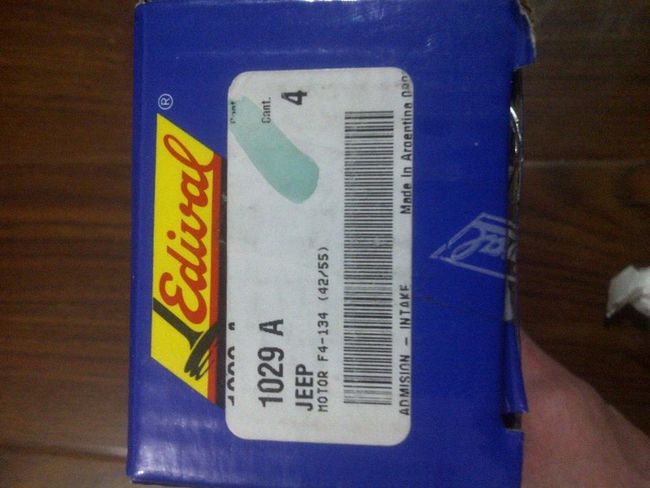 Edival
®
Cant.
4
1029 A
JEEP
MOTOR F4-134 (42/55)
ADMISION - INTAKE
Made in Argentina